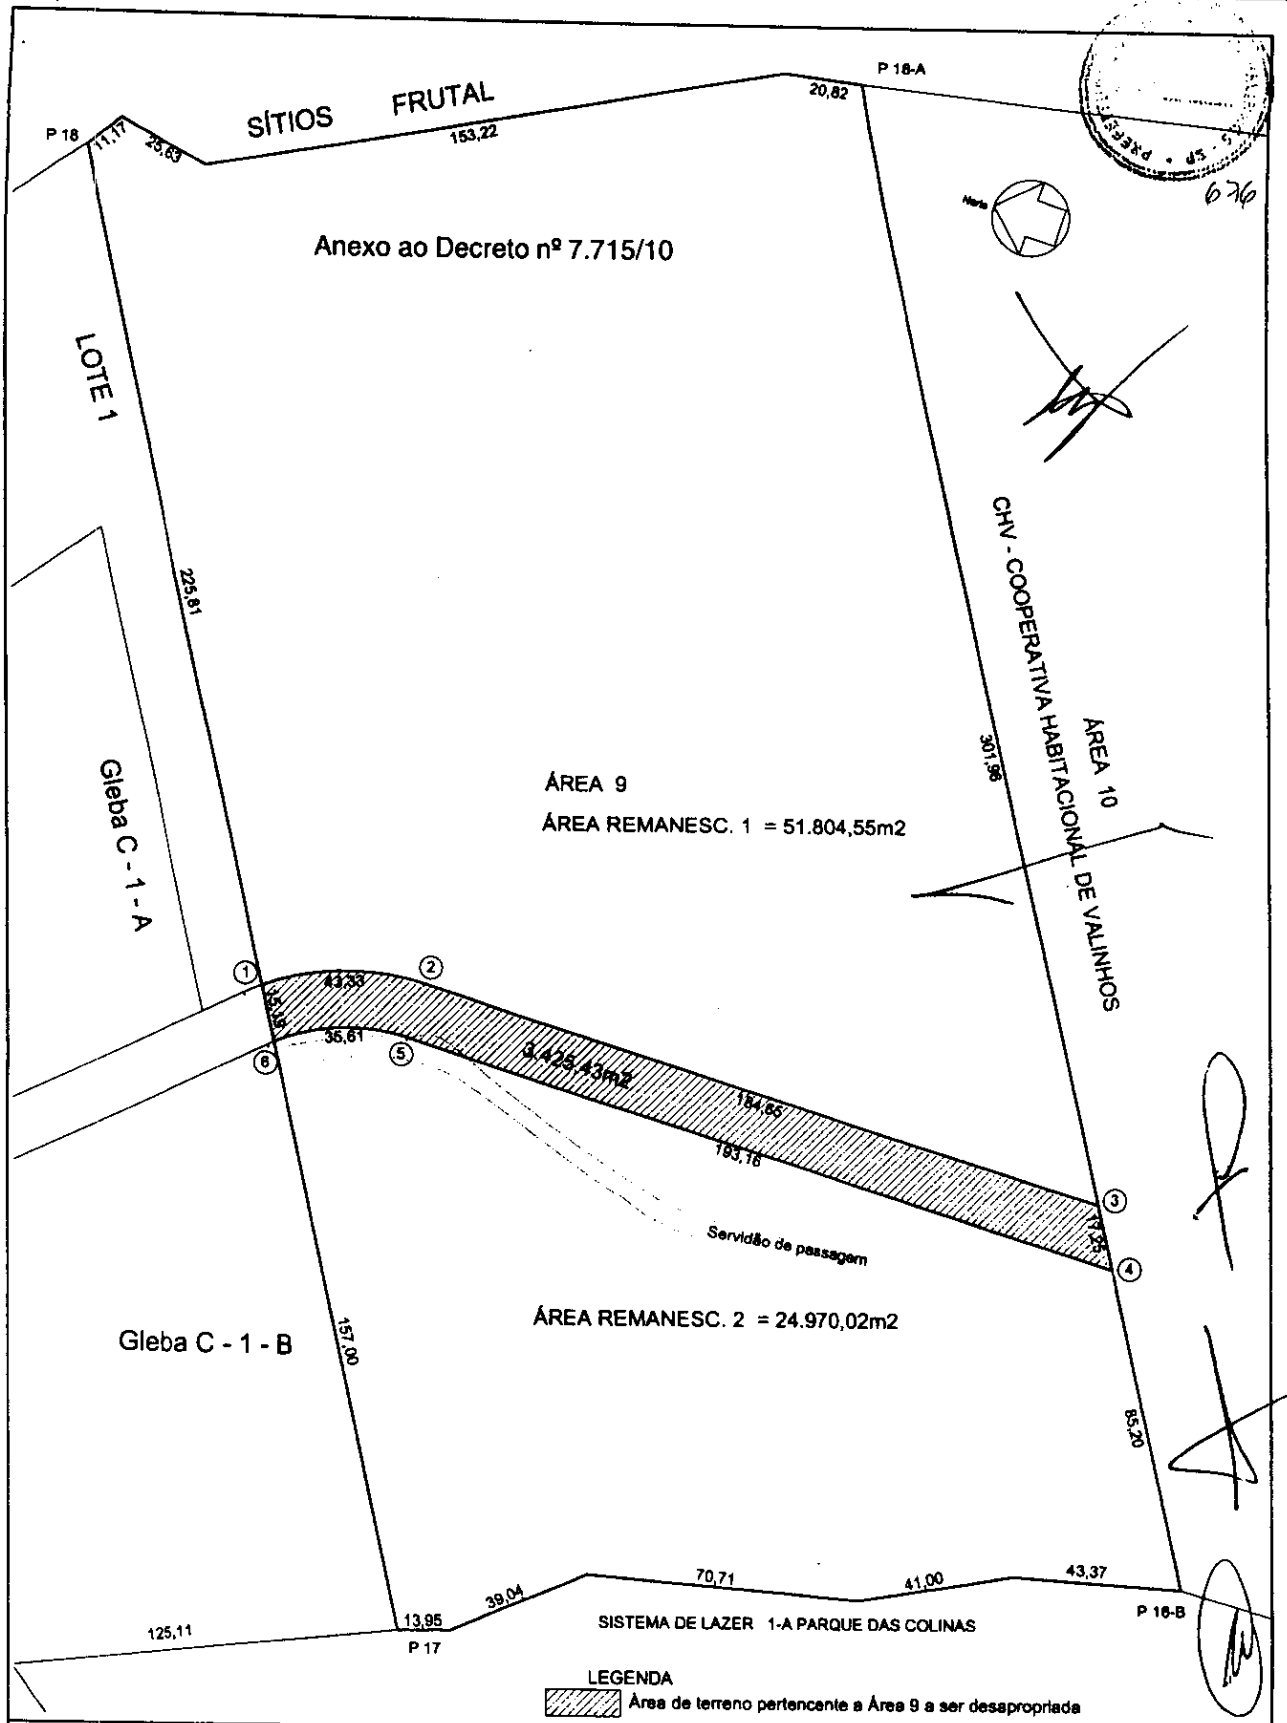 P 18-A
20,82
SÍTIOS FRUTAL
153,22
P 18
11,17
25,63
PREFEI
S - SP
676
Norte
Anexo ao Decreto nº 7.715/10
LOTE 1
225,81
CHV - COOPERATIVA HABITACIONAL DE VALINHOS
ÁREA 10
301,96
Gleba C - 1 - A
ÁREA 9
ÁREA REMANESC. 1 = 51.804,55m2
1
2
43,33
15,19
35,61
6
5
3.425,43m2
184,65
193,16
3
17,25
4
Servidão de passagem
ÁREA REMANESC. 2 = 24.970,02m2
Gleba C - 1 - B
157,00
85,20
70,71
41,00
43,37
39,04
13,95
P 16-B
125,11
P 17
SISTEMA DE LAZER 1-A PARQUE DAS COLINAS
LEGENDA
Área de terreno pertencente a Área 9 a ser desapropriada